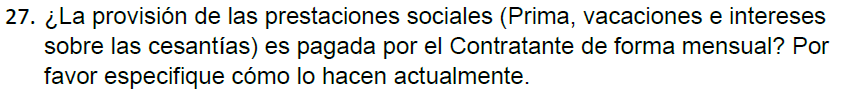 27. ¿La provisión de las prestaciones sociales (Prima, vacaciones e intereses
sobre las cesantías) es pagada por el Contratante de forma mensual? Por
favor especifique cómo lo hacen actualmente.